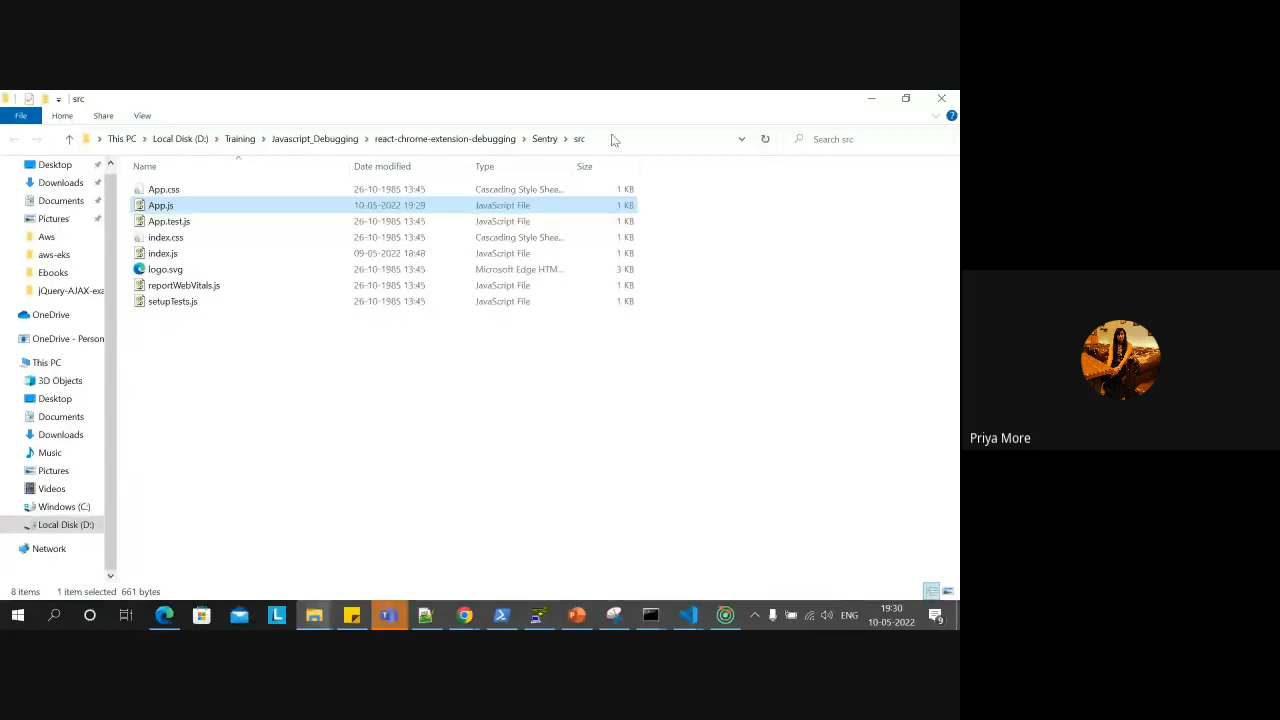 src
File Home Share View
This PC Local Disk (D:) Training Javascript_Debugging react-chrome-extension-debugging Sentry src Search src
Name Date modified Type Size
App.css 26-10-1985 13:45 Cascading Style Shee... 1 KB
App.js 10-05-2022 19:29 JavaScript File 1 KB
App.test.js 26-10-1985 13:45 JavaScript File 1 KB
index.css 26-10-1985 13:45 Cascading Style Shee... 1 KB
index.js 09-05-2022 18:48 JavaScript File 1 KB
logo.svg 26-10-1985 13:45 Microsoft Edge HTM... 3 KB
reportWebVitals.js 26-10-1985 13:45 JavaScript File 1 KB
setupTests.js 26-10-1985 13:45 JavaScript File 1 KB
Desktop
Downloads
Documents
Pictures
Aws
aws-eks
Ebooks
jQuery-AJAX-exa
OneDrive
OneDrive - Person
This PC
3D Objects
Desktop
Documents
Downloads
Music
Pictures
Videos
Windows (C:)
Local Disk (D:)
Network
8 items 1 item selected 661 bytes
ENG
19:30
10-05-2022
9
L
Priya More